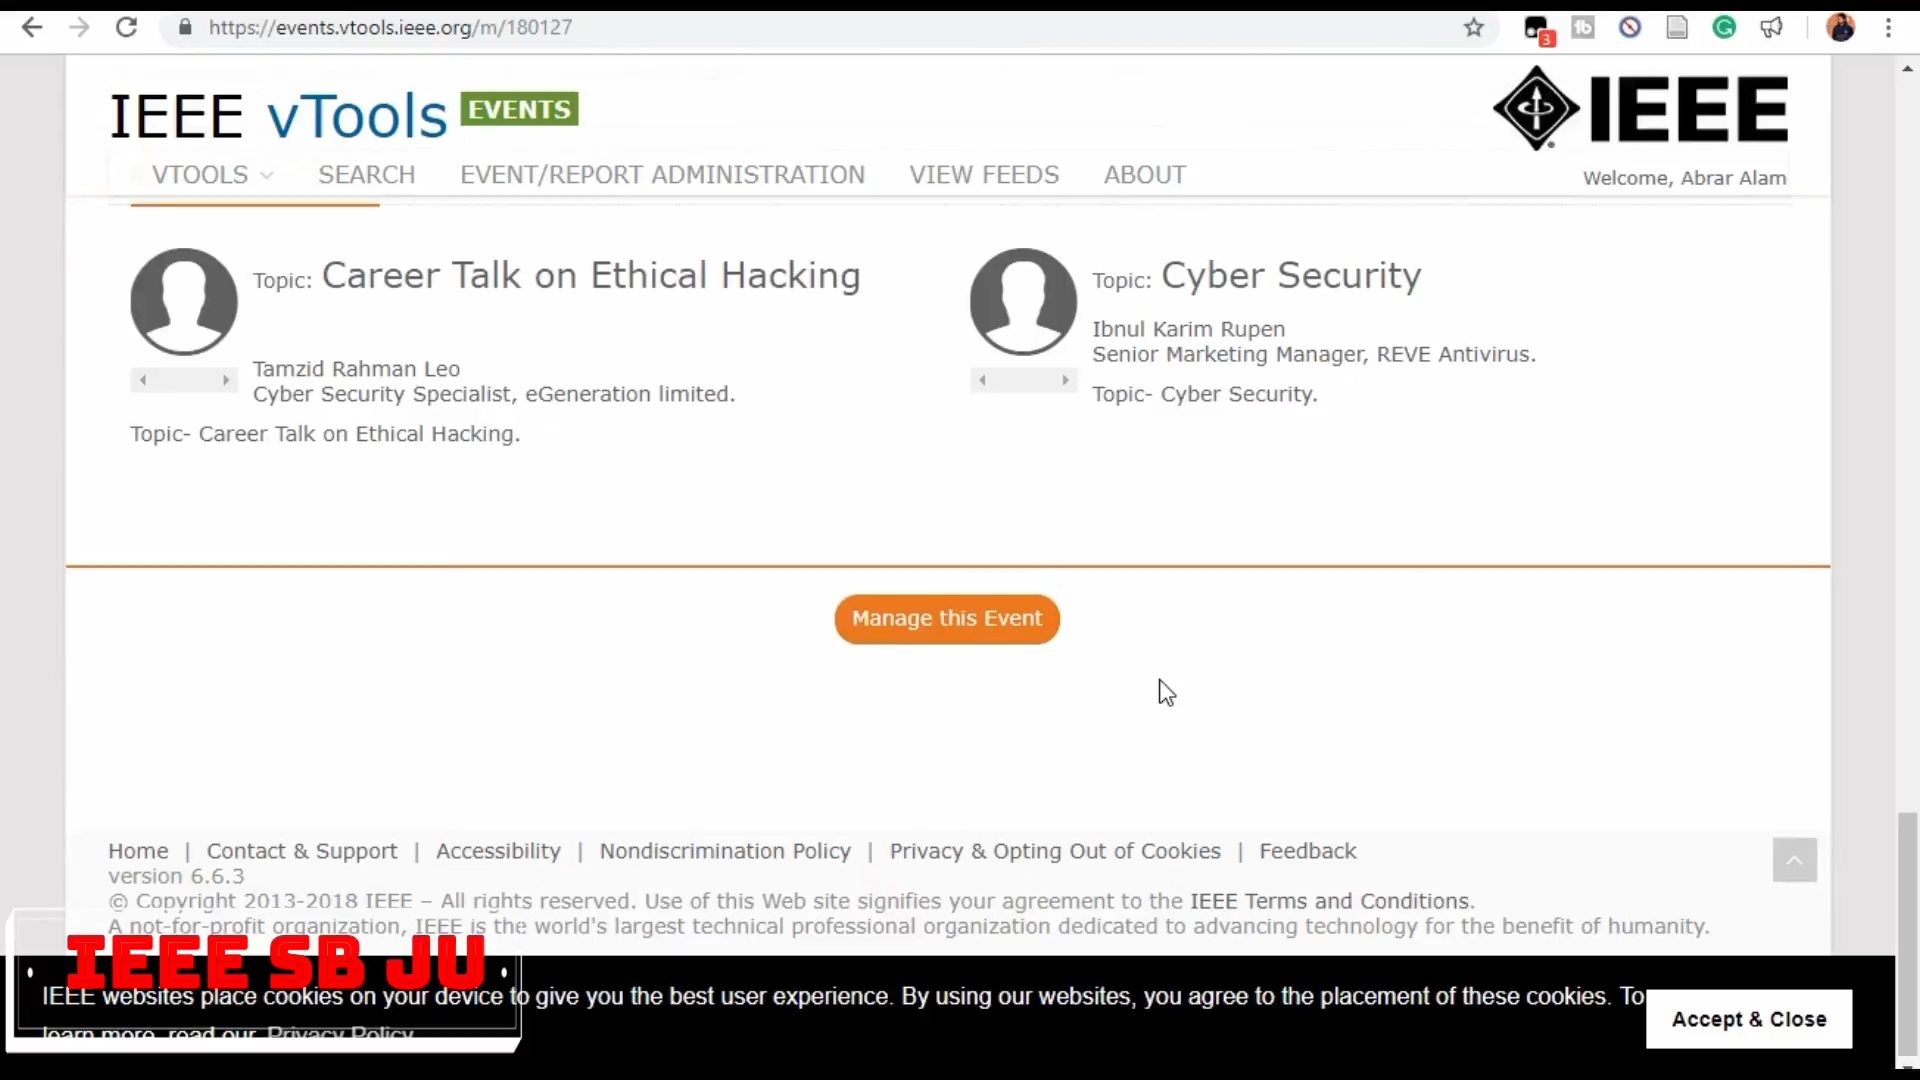 https://events.vtools.ieee.org/m/180127
3
IEEE vTools EVENTS
IEEE
VTOOLS SEARCH EVENT/REPORT ADMINISTRATION VIEW FEEDS ABOUT
Welcome, Abrar Alam
Topic: Career Talk on Ethical Hacking
Tamzid Rahman Leo
Cyber Security Specialist, eGeneration limited.
Topic- Career Talk on Ethical Hacking.
Topic: Cyber Security
Ibnul Karim Rupen
Senior Marketing Manager, REVE Antivirus.
Topic- Cyber Security.
Manage this Event
Home | Contact & Support | Accessibility | Nondiscrimination Policy | Privacy & Opting Out of Cookies | Feedback
version 6.6.3
© Copyright 2013-2018 IEEE – All rights reserved. Use of this Web site signifies your agreement to the IEEE Terms and Conditions.
A not-for-profit organization, IEEE is the world's largest technical professional organization dedicated to advancing technology for the benefit of humanity.
IEEE SB JU
IEEE websites place cookies on your device to give you the best user experience. By using our websites, you agree to the placement of these cookies. To
learn more, read our Privacy Policy
Accept & Close